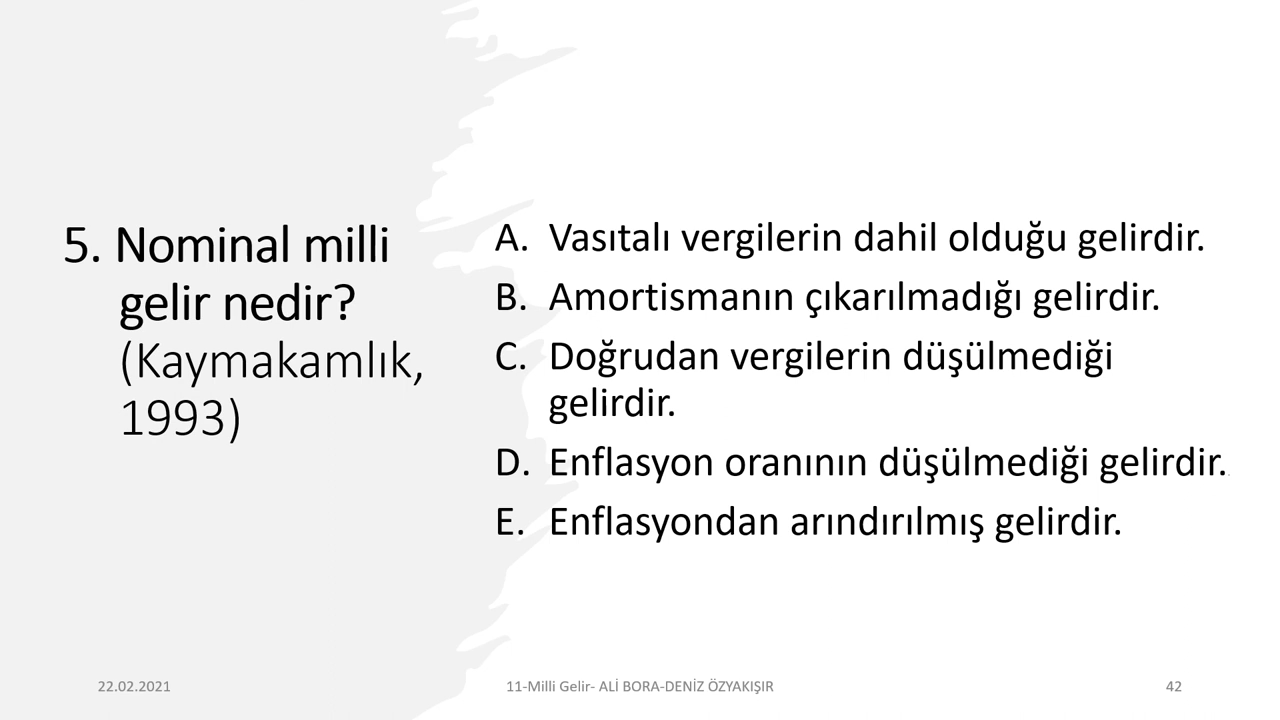 5. Nominal milli
gelir nedir?
(Kaymakamlık,
1993)
A. Vasıtalı vergilerin dahil olduğu gelirdir.
B. Amortismanın çıkarılmadığı gelirdir.
C. Doğrudan vergilerin düşülmediği
gelirdir.
D. Enflasyon oranının düşülmediği gelirdir.
E. Enflasyondan arındırılmış gelirdir.
22.02.2021
11-Milli Gelir- ALİ BORA-DENİZ ÖZYAKIŞIR
42